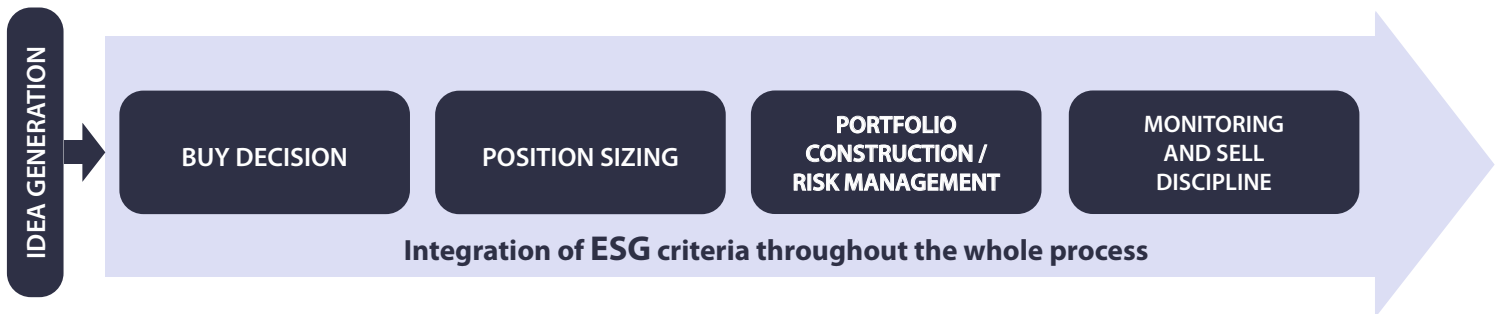 IDEA GENERATION
BUY DECISION
POSITION SIZING
PORTFOLIO
CONSTRUCTION /
RISK MANAGEMENT
MONITORING
AND SELL
DISCIPLINE
Integration of ESG criteria throughout the whole process